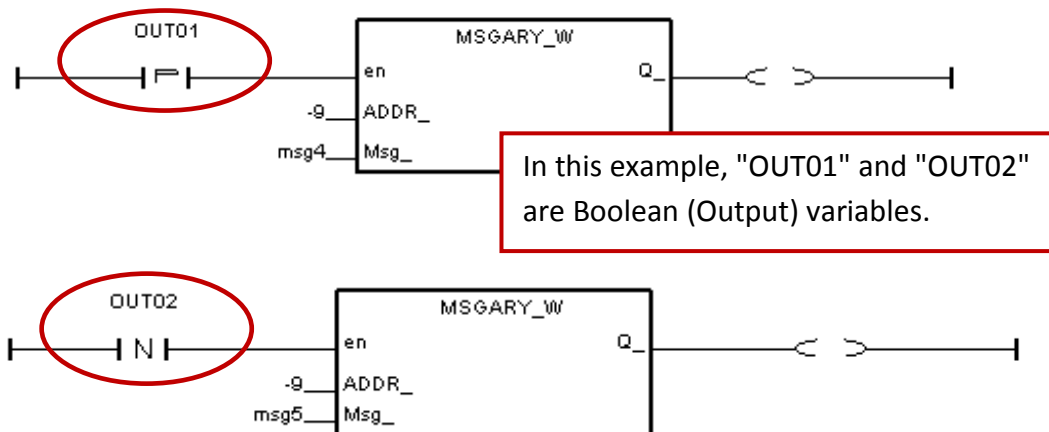 OUT01
P
MSGARY_W
en
Q_
-9
ADDR_
msg4
Msg_
In this example, "OUT01" and "OUT02"
are Boolean (Output) variables.
OUT02
N
MSGARY_W
en
Q_
-9
ADDR_
msg5
Msg_